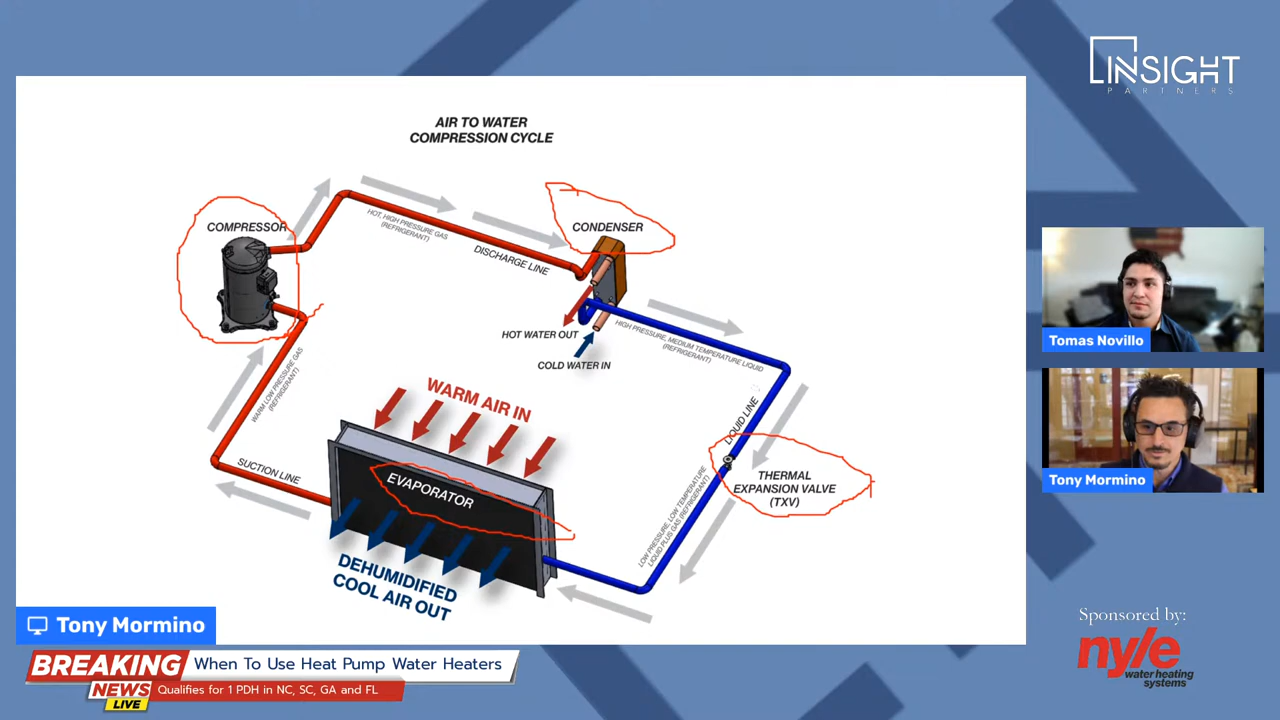 INSIGHT
PARTNERS
AIR TO WATER
COMPRESSION CYCLE
COMPRESSOR
HOT, HIGH PRESSURE GAS
(REFRIGERANT)
DISCHARGE LINE
CONDENSER
HOT WATER OUT
COLD WATER IN
HIGH PRESSURE, MEDIUM TEMPERATURE LIQUID
(REFRIGERANT)
LIQUID LINE
THERMAL
EXPANSION VALVE
(TXV)
LOW PRESSURE, LOW TEMPERATURE
LIQUID PLUS GAS (REFRIGERANT)
WARM AIR IN
EVAPORATOR
DEHUMIDIFIED
COOL AIR OUT
SUCTION LINE
WARM LOW PRESSURE GAS
(REFRIGERANT)
Tomas Novillo
Tony Mormino
Tony Mormino
BREAKING
NEWS
LIVE
When To Use Heat Pump Water Heaters
Qualifies for 1 PDH in NC, SC, GA and FL
Sponsored by:
nyle
water heating
systems